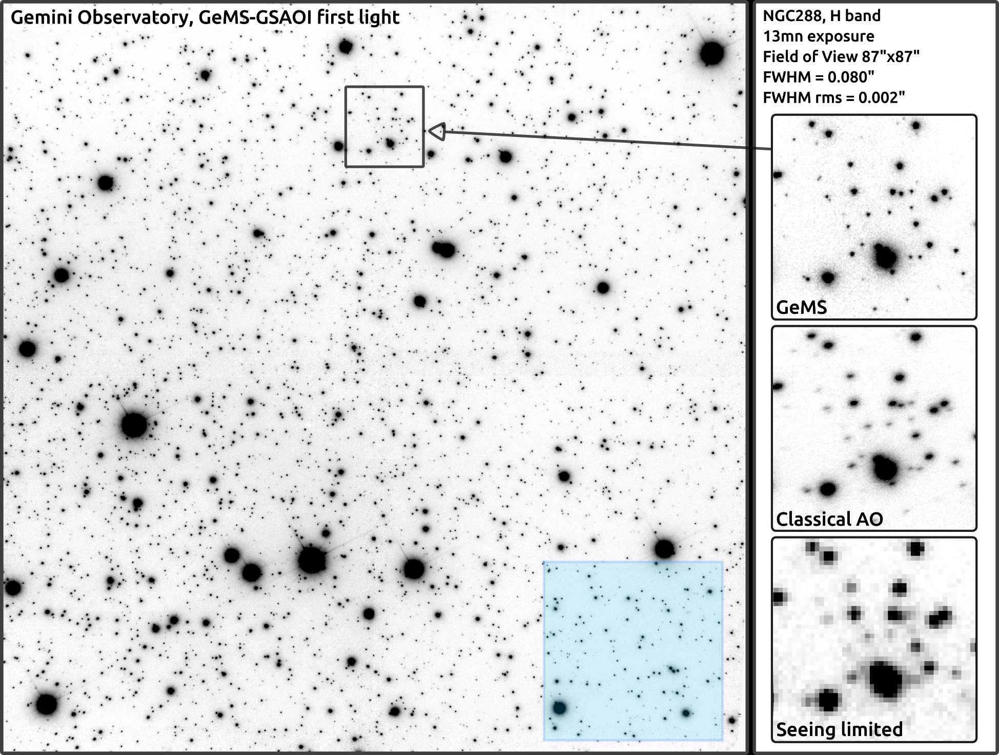 Gemini Observatory, GeMS-GSAOI first light
NGC288, H band
13mn exposure
Field of View 87"x87"
FWHM = 0.080"
FWHM rms = 0.002"
GeMS
Classical AO
Seeing limited